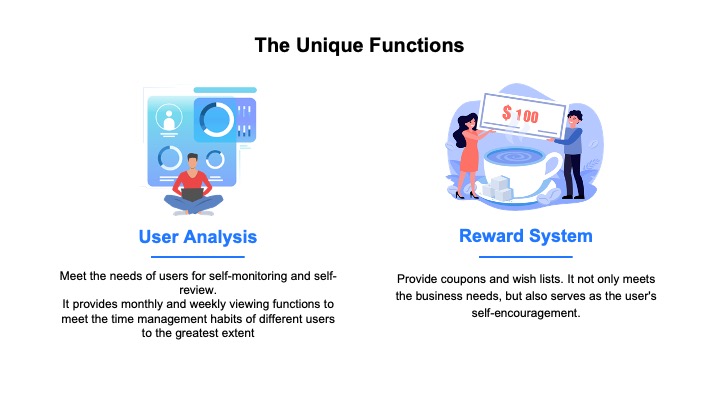 The Unique Functions
$ 100
User Analysis
Meet the needs of users for self-monitoring and self-
review.
It provides monthly and weekly viewing functions to
meet the time management habits of different users
to the greatest extent
Reward System
Provide coupons and wish lists. It not only meets
the business needs, but also serves as the user's
self-encouragement.